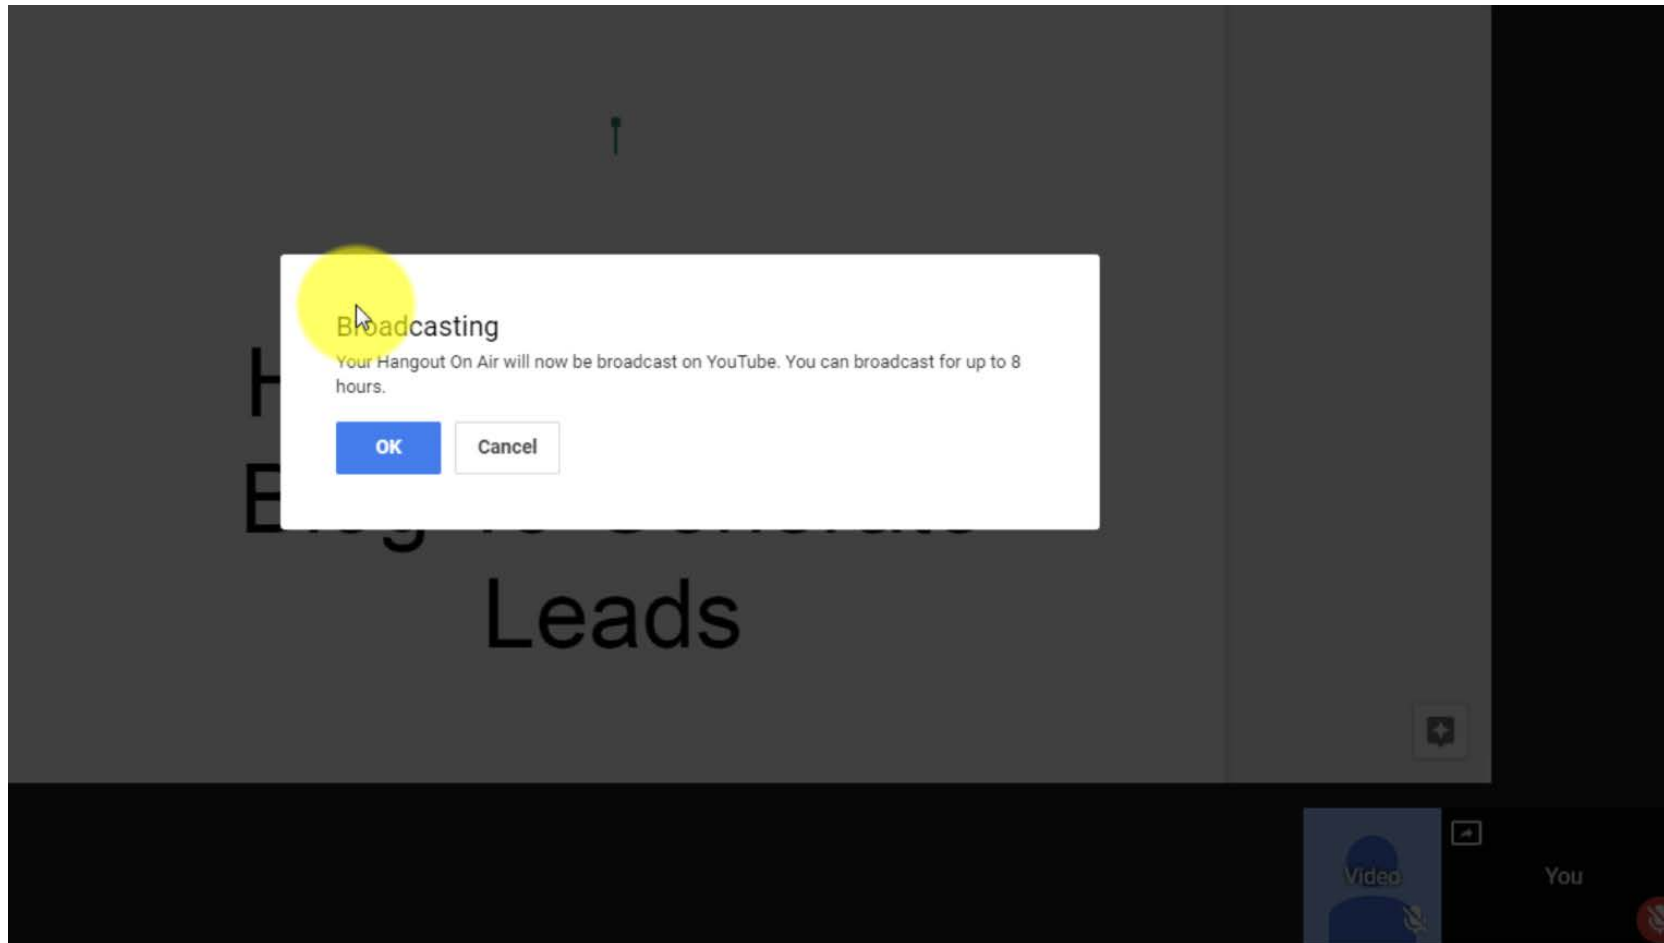 Broadcasting
Your Hangout On Air will now be broadcast on YouTube. You can broadcast for up to 8
hours.
OK Cancel
Leads
Video
You